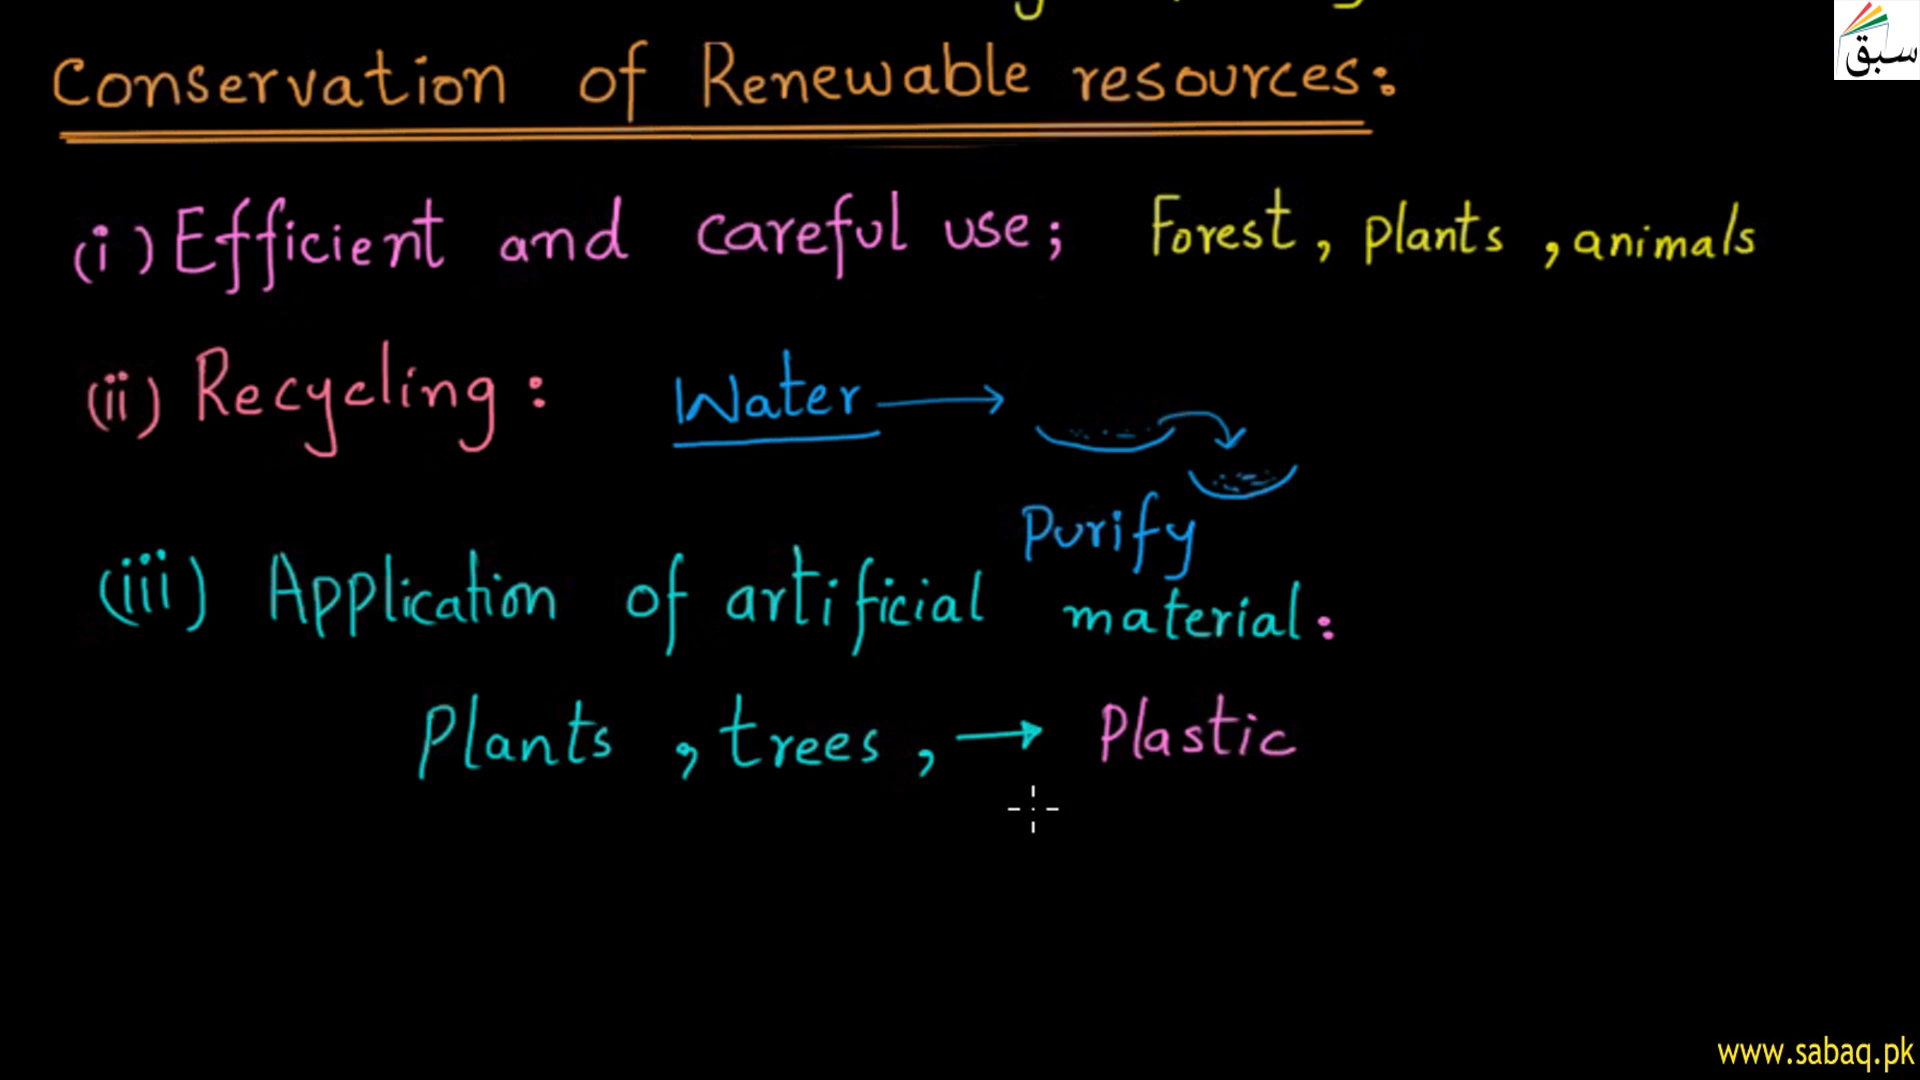 سبق
Conservation of Renewable resources:
(i) Efficient and careful use; Forest, plants, animals
(ii) Recycling: Water
Purify
(iii) Application of artificial material:
Plants, trees, → Plastic
www.sabaq.pk